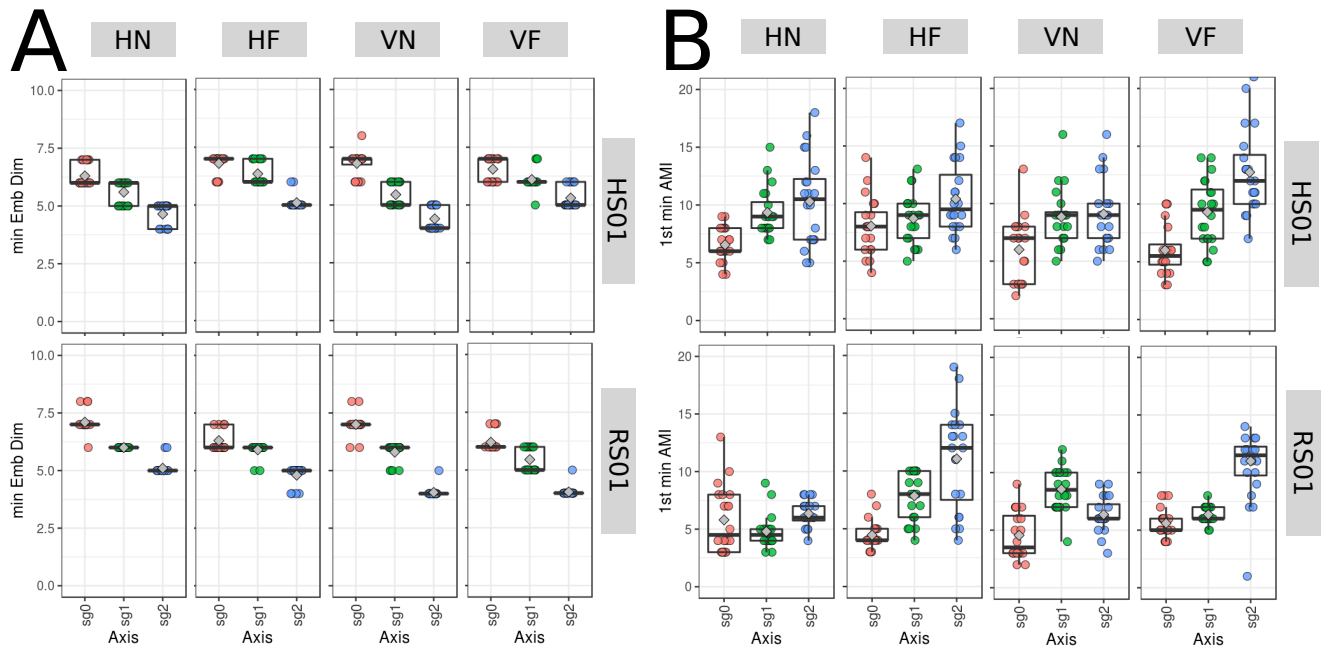 A
HN HF VN VF
min Emb Dim
10.0
7.5
5.0
2.5
0.0
HS01
min Emb Dim
10.0
7.5
5.0
2.5
0.0
RS01
sg0 sg1 sg2 sg0 sg1 sg2 sg0 sg1 sg2 sg0 sg1 sg2
Axis Axis Axis Axis
B
HN HF VN VF
1st min AMI
20
15
10
5
0
HS01
1st min AMI
20
15
10
5
0
RS01
sg0 sg1 sg2 sg0 sg1 sg2 sg0 sg1 sg2 sg0 sg1 sg2
Axis Axis Axis Axis